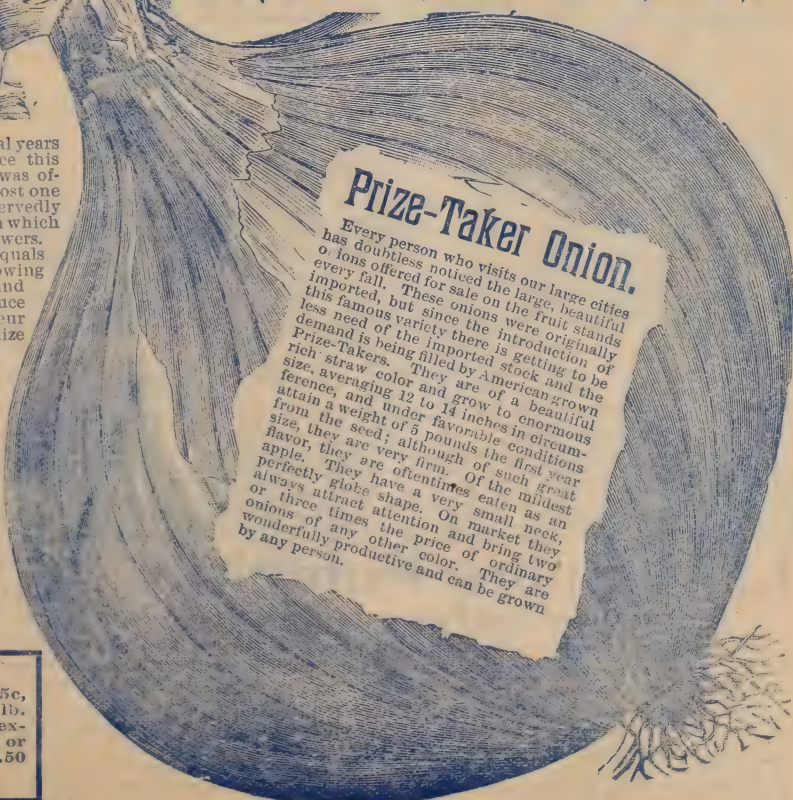 al years
ce this
was of-
ost one
ervedly
which
wers.
quals
owing
and
uce
eur
ize
Prize-Taker Onion.
Every person who visits our large cities
has doubtless noticed the large, beautiful
o ions offered for sale on the fruit stands
every fall. These onions were originally
imported, but since the introduction of
this famous variety there is getting to be
less need of the imported stock and the
demand is being filled by American grown
Prize-Takers. They are of a beautiful
rich straw color and grow to enormous
size, averaging 12 to 14 inches in circum-
ference, and under favorable conditions
attain a weight of 5 pounds the first year
from the seed; although of such great
size, they are very firm. Of the mildest
flavor, they are oftentimes eaten as an
apple. They have a very small neck,
perfectly globe shape. On market they
always attract attention and bring two
or three times the price of ordinary
onions of any other color. They are
wonderfully productive and can be grown
by any person.
5c,
lb.
ex-
or
.50